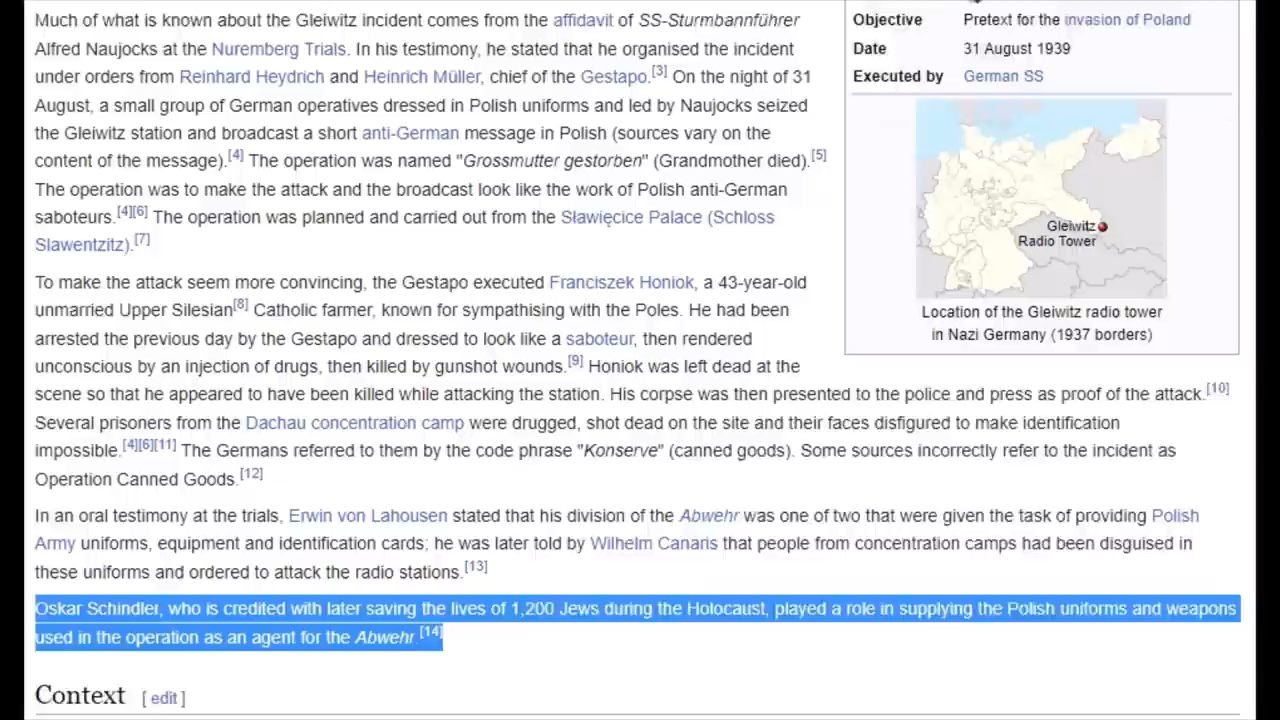 Much of what is known about the Gleiwitz incident comes from the affidavit of SS-Sturmbannführer
Alfred Naujocks at the Nuremberg Trials. In his testimony, he stated that he organised the incident
under orders from Reinhard Heydrich and Heinrich Müller, chief of the Gestapo.[3] On the night of 31
August, a small group of German operatives dressed in Polish uniforms and led by Naujocks seized
the Gleiwitz station and broadcast a short anti-German message in Polish (sources vary on the
content of the message).[4] The operation was named "Grossmutter gestorben" (Grandmother died).[5]
The operation was to make the attack and the broadcast look like the work of Polish anti-German
saboteurs.[4][6] The operation was planned and carried out from the Sławięcice Palace (Schloss
Slawentzitz).[7]
To make the attack seem more convincing, the Gestapo executed Franciszek Honiok, a 43-year-old
unmarried Upper Silesian[8] Catholic farmer, known for sympathising with the Poles. He had been
arrested the previous day by the Gestapo and dressed to look like a saboteur, then rendered
unconscious by an injection of drugs, then killed by gunshot wounds.[9] Honiok was left dead at the
scene so that he appeared to have been killed while attacking the station. His corpse was then presented to the police and press as proof of the attack.[10]
Several prisoners from the Dachau concentration camp were drugged, shot dead on the site and their faces disfigured to make identification
impossible.[4][6][11] The Germans referred to them by the code phrase "Konserve" (canned goods). Some sources incorrectly refer to the incident as
Operation Canned Goods.[12]
In an oral testimony at the trials, Erwin von Lahousen stated that his division of the Abwehr was one of two that were given the task of providing Polish
Army uniforms, equipment and identification cards; he was later told by Wilhelm Canaris that people from concentration camps had been disguised in
these uniforms and ordered to attack the radio stations.[13]
Oskar Schindler, who is credited with later saving the lives of 1,200 Jews during the Holocaust, played a role in supplying the Polish uniforms and weapons
used in the operation as an agent for the Abwehr.[14]
Context [ edit ]
Objective Pretext for the invasion of Poland
Date 31 August 1939
Executed by German SS
Gleiwitz
Radio Tower
Location of the Gleiwitz radio tower
in Nazi Germany (1937 borders)